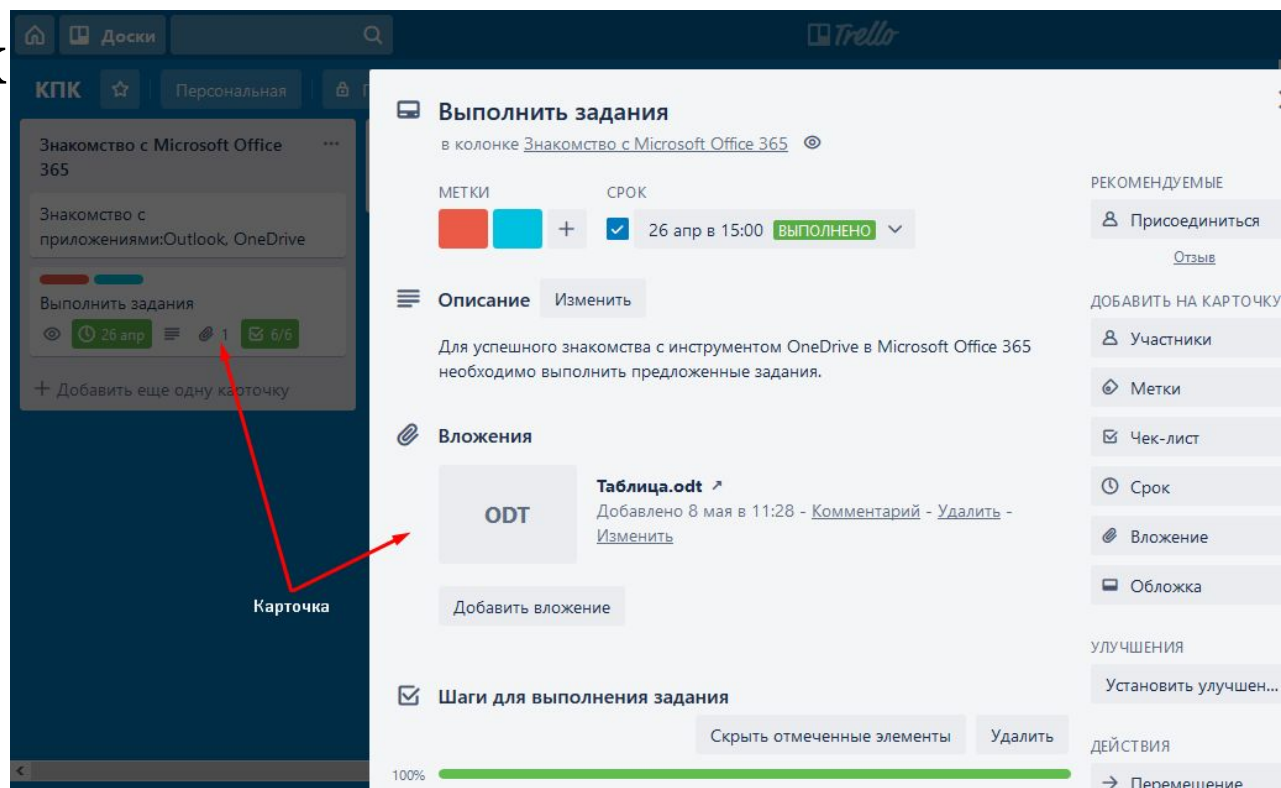 К
Доски
Trello
КПК
Персональная
Знакомство с Microsoft Office
365
Знакомство с
приложениями:Outlook, OneDrive
Выполнить задания
26 апр
1
6/6
+ Добавить еще одну карточку
Карточка
Выполнить задания
в колонке Знакомство с Microsoft Office 365
МЕТКИ
СРОК
+
26 апр в 15:00 ВЫПОЛНЕНО
Описание
Изменить
Для успешного знакомства с инструментом OneDrive в Microsoft Office 365
необходимо выполнить предложенные задания.
Вложения
ODT
Таблица.odt ↗
Добавлено 8 мая в 11:28 - Комментарий - Удалить -
Изменить
Добавить вложение
Шаги для выполнения задания
Скрыть отмеченные элементы
Удалить
100%
РЕКОМЕНДУЕМЫЕ
Присоединиться
Отзыв
ДОБАВИТЬ НА КАРТОЧКУ
Участники
Метки
Чек-лист
Срок
Вложение
Обложка
УЛУЧШЕНИЯ
Установить улучшен...
ДЕЙСТВИЯ
→ Перемещение